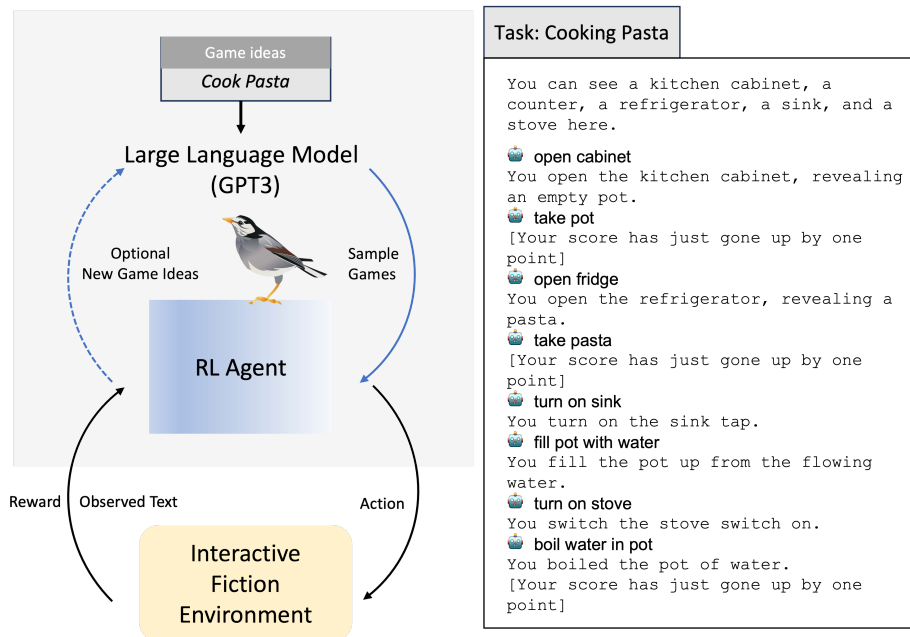 Game ideas
Cook Pasta
Large Language Model
(GPT3)
Optional
New Game Ideas
Sample
Games
RL Agent
Reward
Observed Text
Action
Interactive
Fiction
Environment
Task: Cooking Pasta
You can see a kitchen cabinet, a
counter, a refrigerator, a sink, and a
stove here.
open cabinet
You open the kitchen cabinet, revealing
an empty pot.
take pot
[Your score has just gone up by one
point]
open fridge
You open the refrigerator, revealing a
pasta.
take pasta
[Your score has just gone up by one
point]
turn on sink
You turn on the sink tap.
fill pot with water
You fill the pot up from the flowing
water.
turn on stove
You switch the stove switch on.
boil water in pot
You boiled the pot of water.
[Your score has just gone up by one
point]